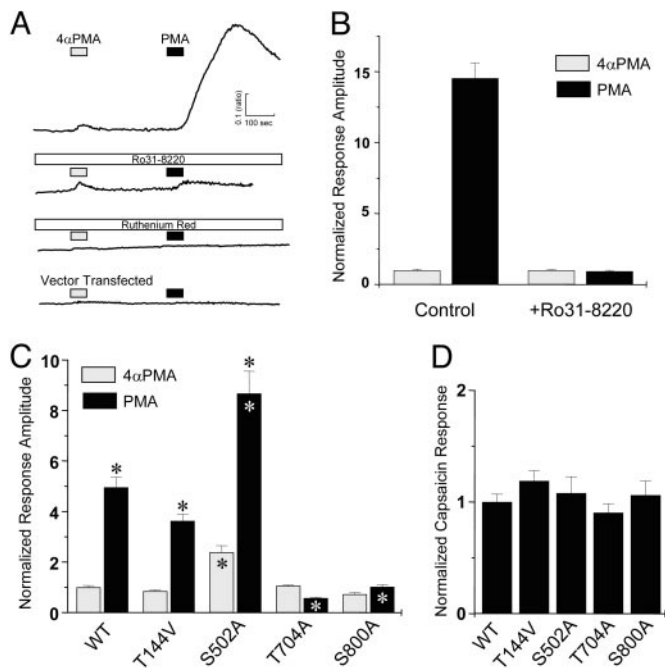 A
4αPMA PMA
0.1 (ratio)
100 sec
Ro31-8220
Ruthenium Red
Vector Transfected
B
Normalized Response Amplitude
15
10
5
0
4αPMA
PMA
Control +Ro31-8220
C
Normalized Response Amplitude
10
8
6
4
2
0
4αPMA
PMA
* * * * * * *
WT T144V S502A T704A S800A
D
Normalized Capsaicin Response
2
1
0
WT T144V S502A T704A S800A